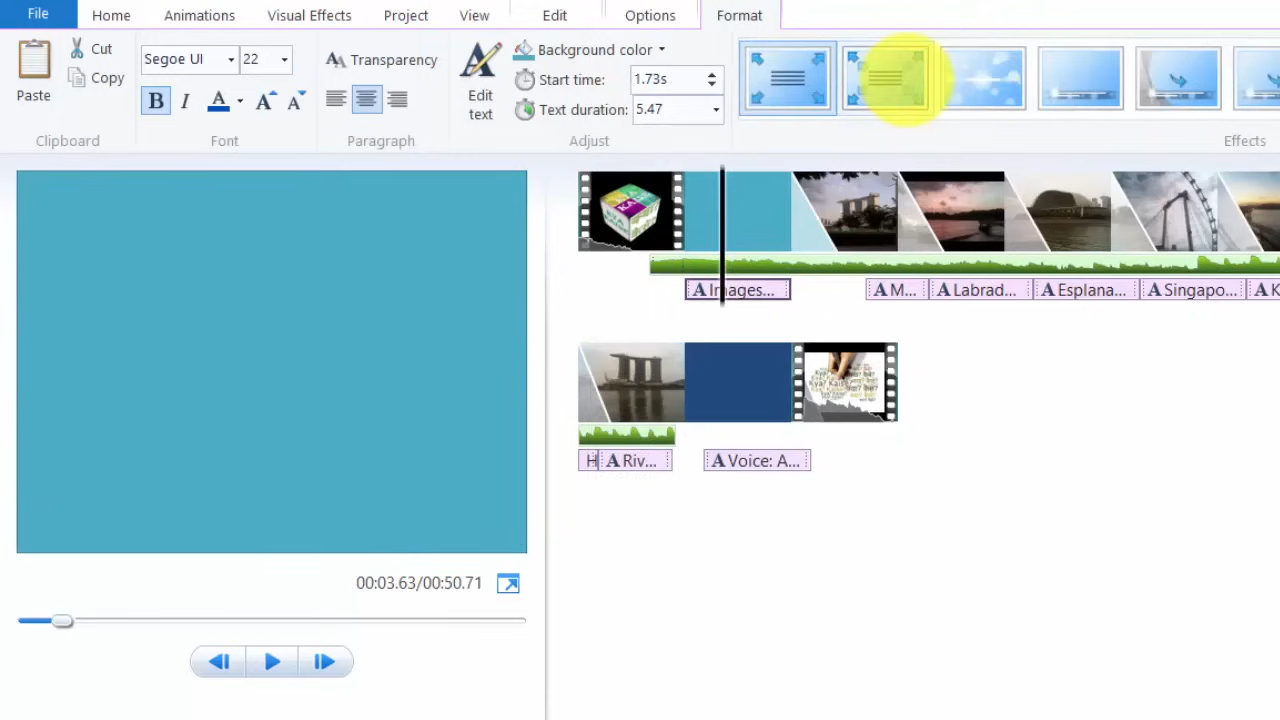 File Home Animations Visual Effects Project View Edit Options Format
Paste
Cut
Copy
Clipboard
Segoe UI 22
B I A A A
Font
A Transparency
Paragraph
Edit text
Background color
Start time: 1.73s
Text duration: 5.47
Adjust
Effects
A Images... A M... A Labrad... A Esplana... A Singapo... A K
H A Riv... A Voice: A...
00:03.63/00:50.71